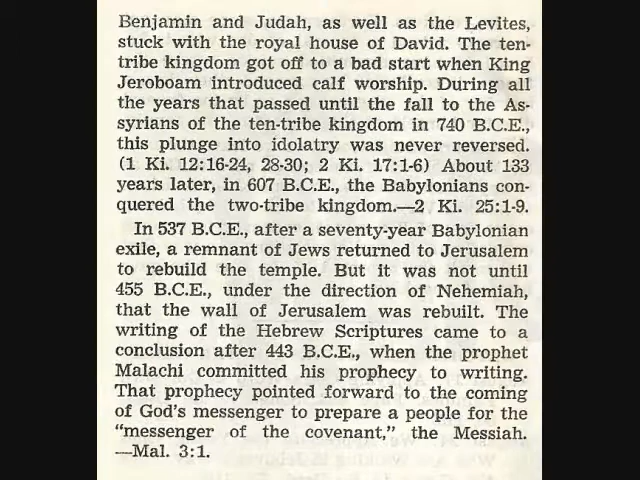 Benjamin and Judah, as well as the Levites,
stuck with the royal house of David. The ten-
tribe kingdom got off to a bad start when King
Jeroboam introduced calf worship. During all
the years that passed until the fall to the As-
syrians of the ten-tribe kingdom in 740 B.C.E.,
this plunge into idolatry was never reversed.
(1 Ki. 12:16-24, 28-30; 2 Ki. 17:1-6) About 133
years later, in 607 B.C.E., the Babylonians con-
quered the two-tribe kingdom.—2 Ki. 25:1-9.
In 537 B.C.E., after a seventy-year Babylonian
exile, a remnant of Jews returned to Jerusalem
to rebuild the temple. But it was not until
455 B.C.E., under the direction of Nehemiah,
that the wall of Jerusalem was rebuilt. The
writing of the Hebrew Scriptures came to a
conclusion after 443 B.C.E., when the prophet
Malachi committed his prophecy to writing.
That prophecy pointed forward to the coming
of God's messenger to prepare a people for the
"messenger of the covenant," the Messiah.
—Mal. 3:1.